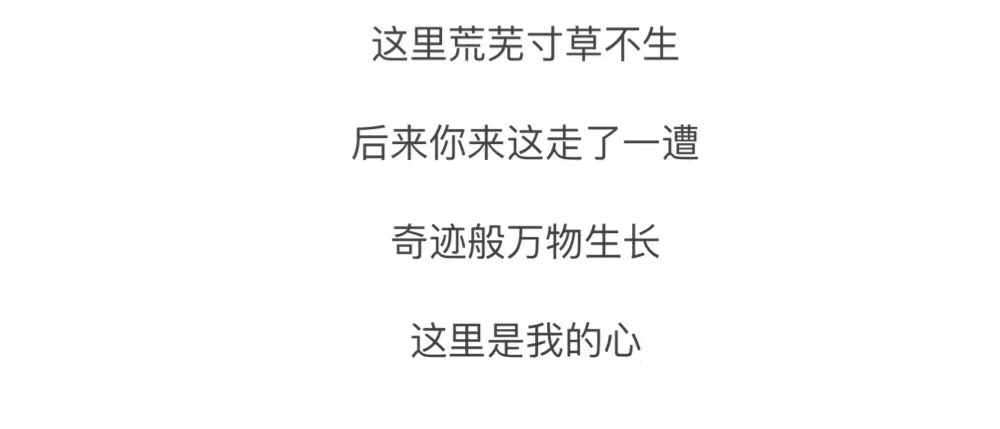 这里荒芜寸草不生
后来你来这走了一遭
奇迹般万物生长
这里是我的心